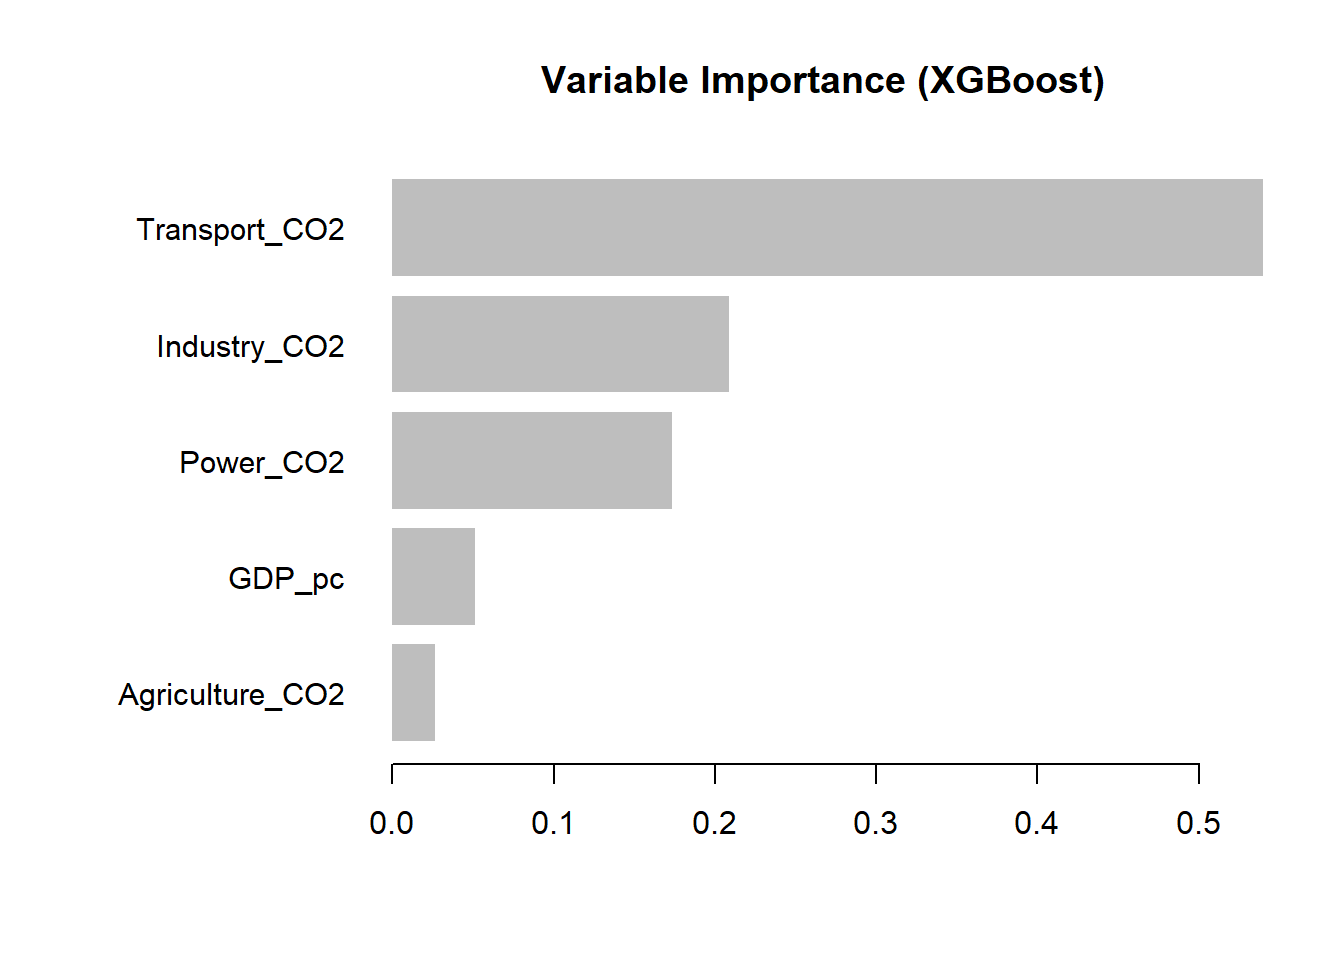 Variable Importance (XGBoost)
Transport_CO2
Industry_CO2
Power_CO2
GDP_pc
Agriculture_CO2
0.0 0.1 0.2 0.3 0.4 0.5